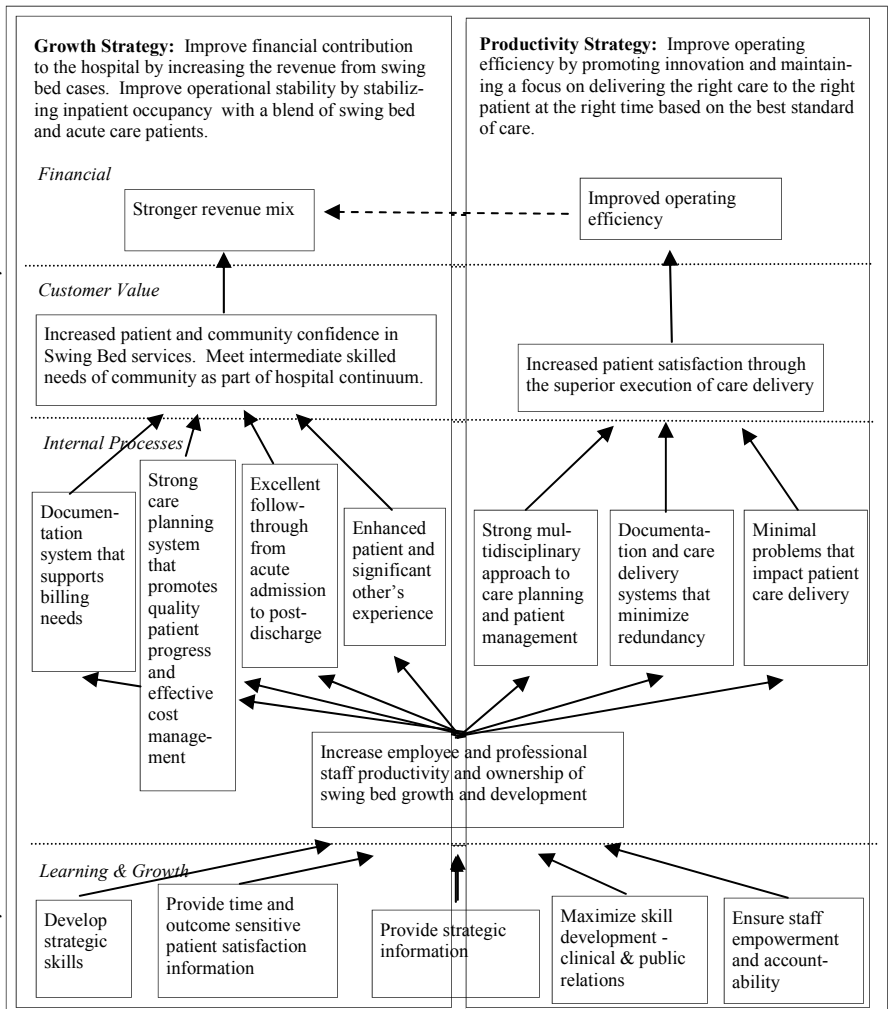 Growth Strategy: Improve financial contribution
to the hospital by increasing the revenue from swing
bed cases. Improve operational stability by stabiliz-
ing inpatient occupancy with a blend of swing bed
and acute care patients.
Productivity Strategy: Improve operating
efficiency by promoting innovation and maintain-
ing a focus on delivering the right care to the right
patient at the right time based on the best standard
of care.
Financial
Stronger revenue mix
Improved operating
efficiency
Customer Value
Increased patient and community confidence in
Swing Bed services. Meet intermediate skilled
needs of community as part of hospital continuum.
Increased patient satisfaction through
the superior execution of care delivery
Internal Processes
Documen-
tation
system that
supports
billing
needs
Strong
care
planning
system
that
promotes
quality
patient
progress
and
effective
cost
manage-
ment
Excellent
follow-
through
from
acute
admission
to post-
discharge
Enhanced
patient and
significant
other's
experience
Strong mul-
tidisciplinary
approach to
care planning
and patient
management
Documenta-
tion and care
delivery
systems that
minimize
redundancy
Minimal
problems that
impact patient
care delivery
Increase employee and professional
staff productivity and ownership of
swing bed growth and development
Learning & Growth
Develop
strategic
skills
Provide time and
outcome sensitive
patient satisfaction
information
Provide strategic
information
Maximize skill
development -
clinical & public
relations
Ensure staff
empowerment
and account-
ability